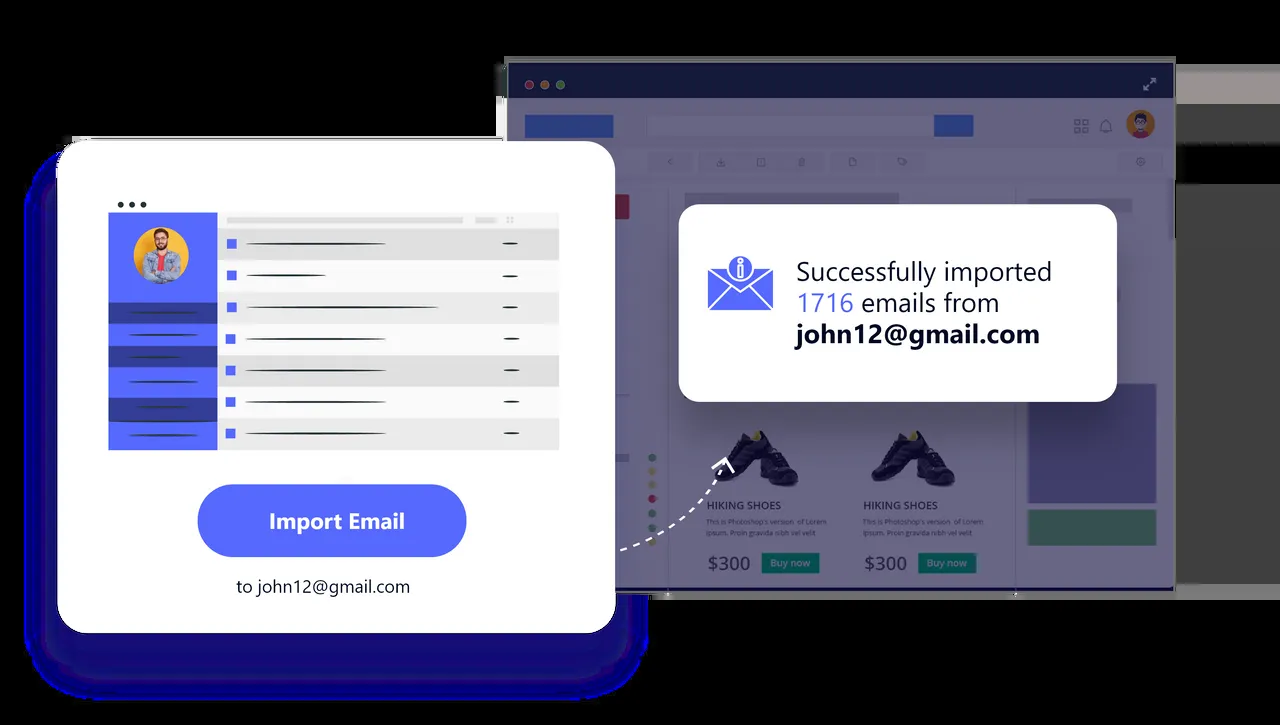 Import Email
to john12@gmail.com
Successfully imported
1716 emails from
john12@gmail.com
HIKING SHOES
This is Photoshop's version of Lorem
ipsum. Proin gravida nibh vel velit
$300 Buy now
HIKING SHOES
This is Photoshop's version of Lorem
ipsum. Proin gravida nibh vel velit
$300 Buy now